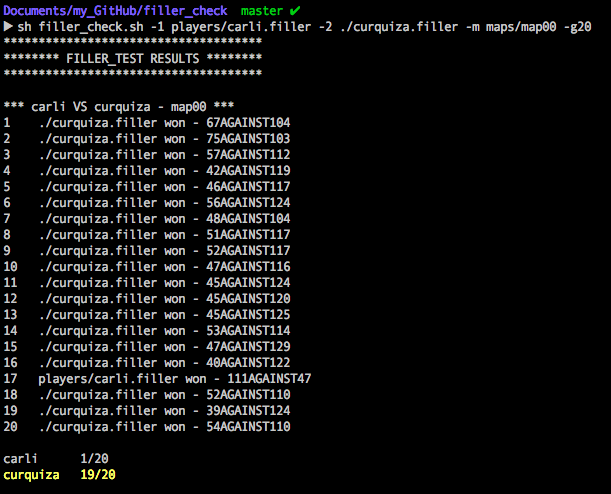 Documents/my_GitHub/filler_check master ✔
▶ sh filler_check.sh -1 players/carli.filler -2 ./curquiza.filler -m maps/map00 -g20
*************************************
******** FILLER_TEST RESULTS ********
*************************************
*** carli VS curquiza - map00 ***
1 ./curquiza.filler won - 67AGAINST104
2 ./curquiza.filler won - 75AGAINST103
3 ./curquiza.filler won - 57AGAINST112
4 ./curquiza.filler won - 42AGAINST119
5 ./curquiza.filler won - 46AGAINST117
6 ./curquiza.filler won - 56AGAINST124
7 ./curquiza.filler won - 48AGAINST104
8 ./curquiza.filler won - 51AGAINST117
9 ./curquiza.filler won - 52AGAINST117
10 ./curquiza.filler won - 47AGAINST116
11 ./curquiza.filler won - 45AGAINST124
12 ./curquiza.filler won - 45AGAINST120
13 ./curquiza.filler won - 45AGAINST125
14 ./curquiza.filler won - 53AGAINST114
15 ./curquiza.filler won - 47AGAINST129
16 ./curquiza.filler won - 40AGAINST122
17 players/carli.filler won - 111AGAINST47
18 ./curquiza.filler won - 52AGAINST110
19 ./curquiza.filler won - 39AGAINST124
20 ./curquiza.filler won - 54AGAINST110
carli 1/20
curquiza 19/20